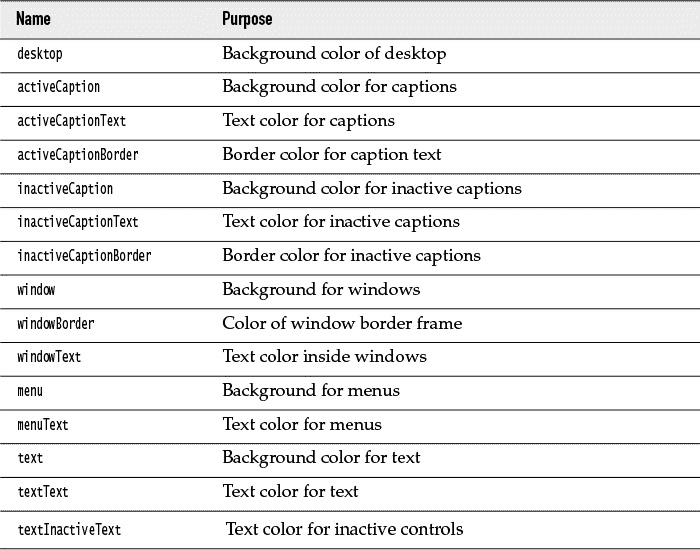 Name Purpose
desktop Background color of desktop
activeCaption Background color for captions
activeCaptionText Text color for captions
activeCaptionBorder Border color for caption text
inactiveCaption Background color for inactive captions
inactiveCaptionText Text color for inactive captions
inactiveCaptionBorder Border color for inactive captions
window Background for windows
windowBorder Color of window border frame
windowText Text color inside windows
menu Background for menus
menuText Text color for menus
text Background color for text
textText Text color for text
textInactiveText Text color for inactive controls